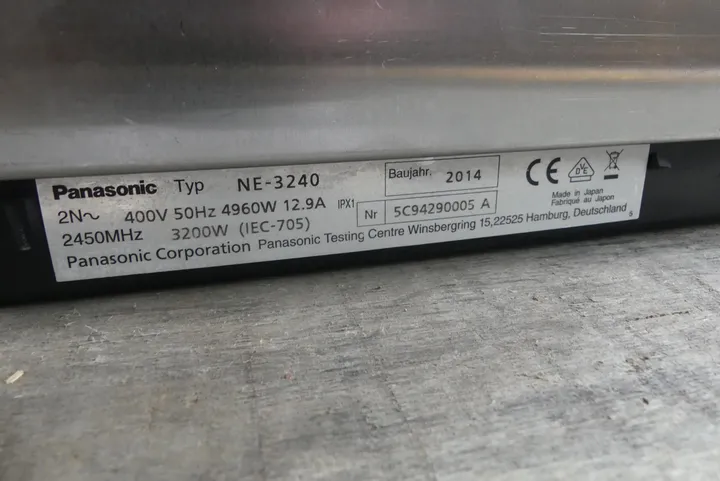 Panasonic Typ NE-3240
2N~ 400V 50Hz 4960W 12.9A IPX1
2450MHz 3200W (IEC-705)
Panasonic Corporation Panasonic Testing Centre Winsbergring 15,22525 Hamburg, Deutschland
Baujahr. 2014
Nr 5C94290005 A
CE
VDE
Made in Japan
Fabriqué au Japon
s